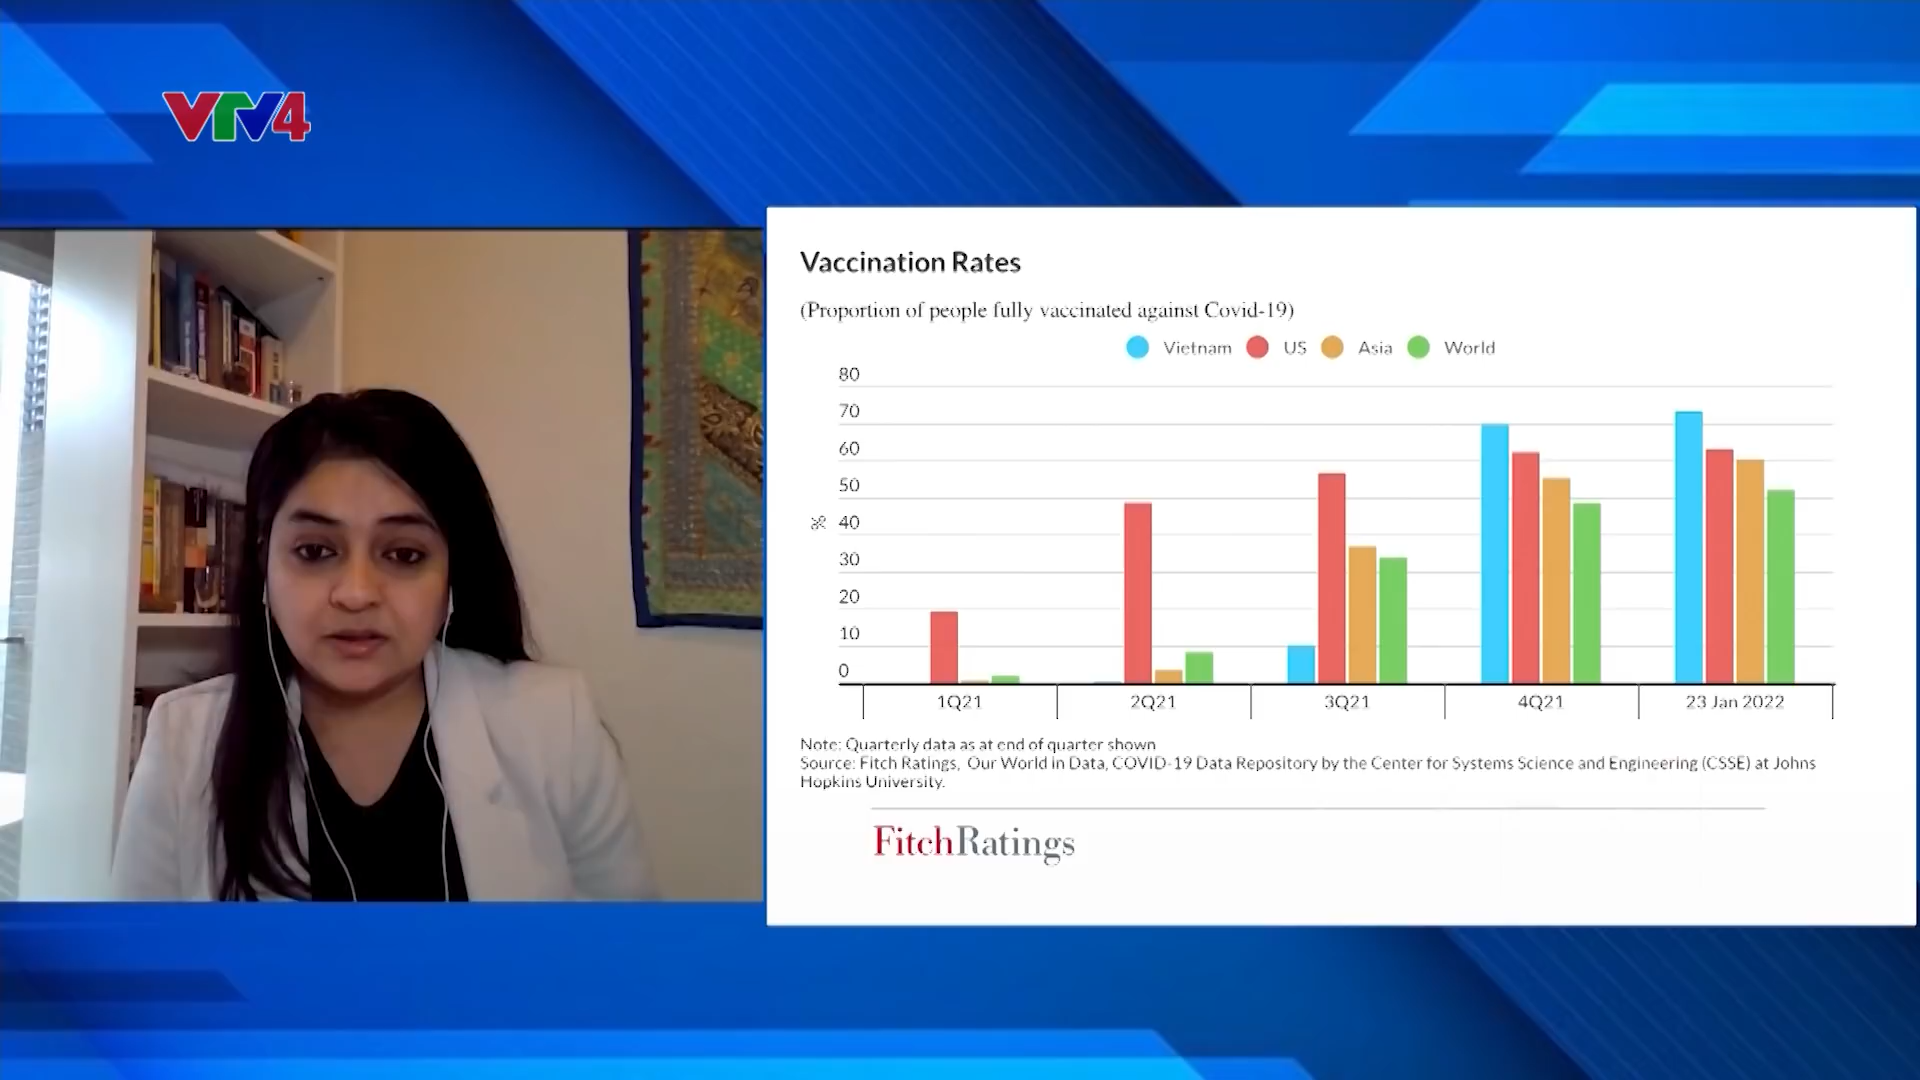 VTV4
Vaccination Rates
(Proportion of people fully vaccinated against Covid-19)
Vietnam US Asia World
80
70
60
50
40
30
20
10
0
%
1Q21 2Q21 3Q21 4Q21 23 Jan 2022
Note: Quarterly data as at end of quarter shown
Source: Fitch Ratings, Our World in Data, COVID-19 Data Repository by the Center for Systems Science and Engineering (CSSE) at Johns
Hopkins University.
FitchRatings